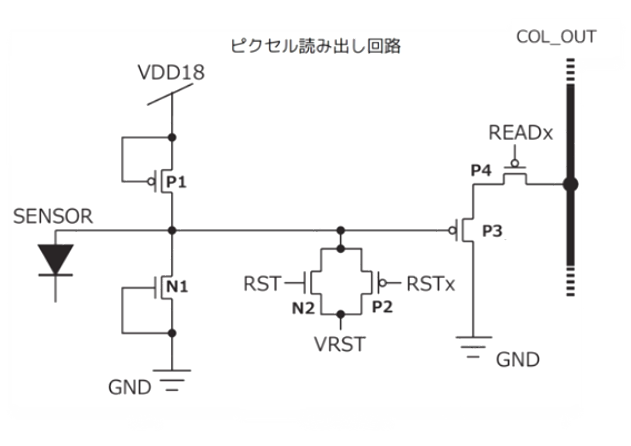 ピクセル読み出し回路
COL_OUT
VDD18
READx
P4
P1
SENSOR
P3
N1
RST
RSTx
N2
P2
VRST
GND
GND